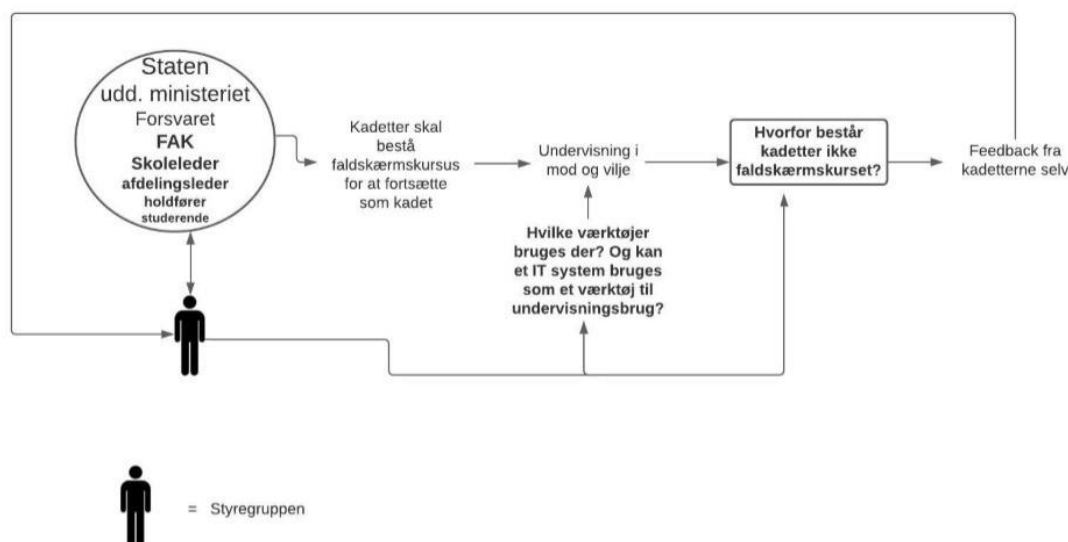 Staten
udd. ministeriet
Forsvaret
FAK
Skoleleder
afdelingsleder
holdfører
studerende
Kadetter skal
bestå
faldskærmskursus
for at fortsætte
som kadet
Undervisning i
mod og vilje
Hvorfor består
kadetter ikke
faldskærmskurset?
Feedback fra
kadetterne selv
Hvilke værktøjer
bruges der? Og kan
et IT system bruges
som et værktøj til
undervisningsbrug?
= Styregruppen